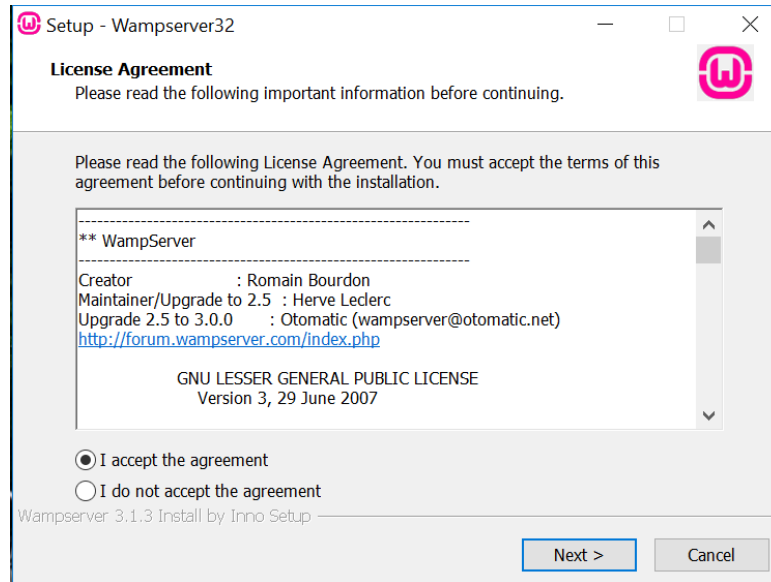 Setup - Wampserver32
License Agreement
Please read the following important information before continuing.
Please read the following License Agreement. You must accept the terms of this
agreement before continuing with the installation.
------------------------------------------------------------
** WampServer
------------------------------------------------------------
Creator : Romain Bourdon
Maintainer/Upgrade to 2.5 : Herve Leclerc
Upgrade 2.5 to 3.0.0 : Otomatic (wampserver@otomatic.net)
http://forum.wampserver.com/index.php
GNU LESSER GENERAL PUBLIC LICENSE
Version 3, 29 June 2007
I accept the agreement
I do not accept the agreement
Wampserver 3.1.3 Install by Inno Setup
Next > Cancel